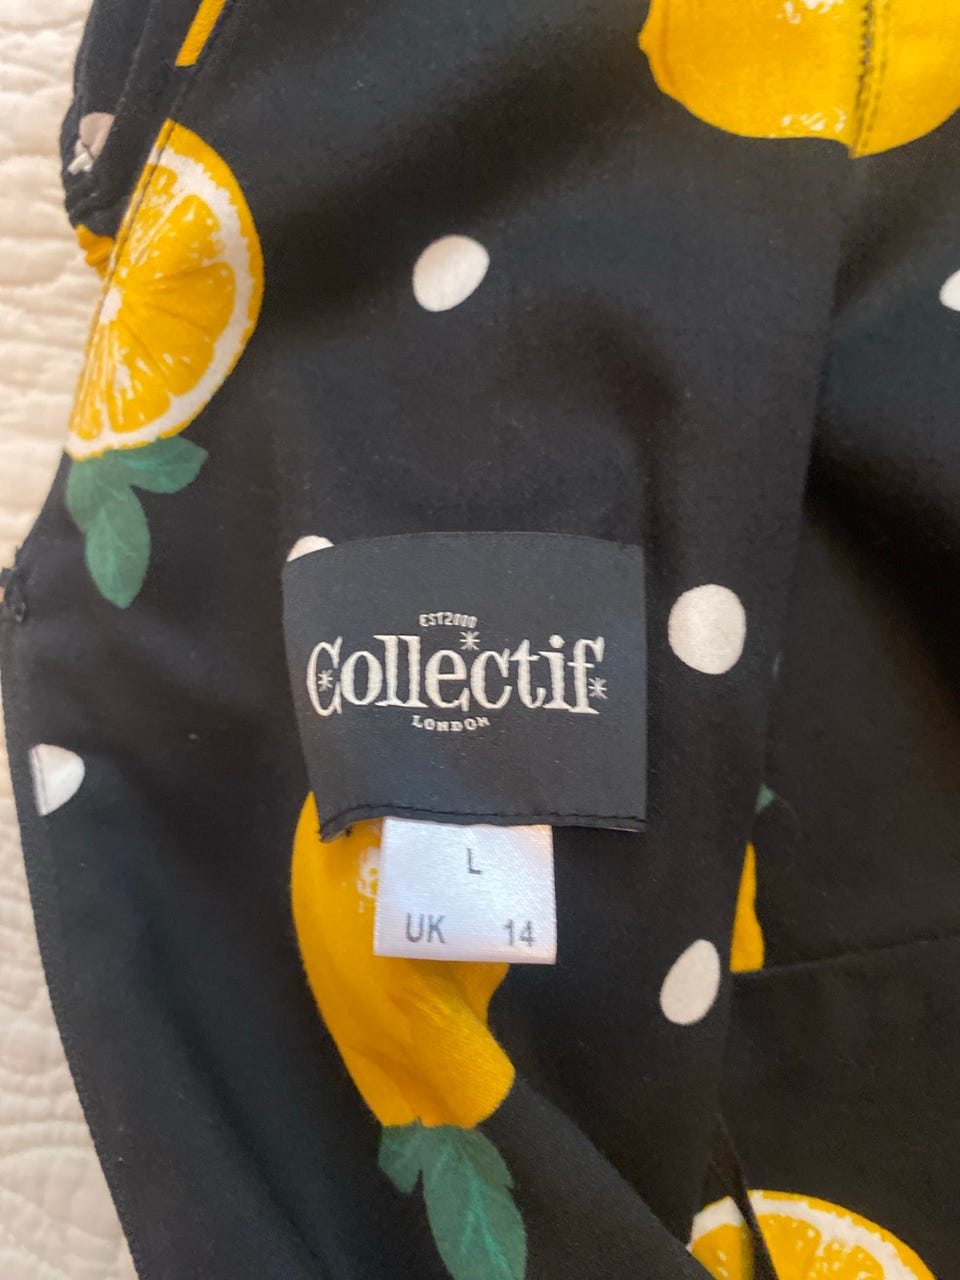 EST2000
Collectif
LONDON
L
UK 14